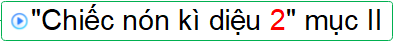 "Chiếc nón kì diệu 2" mục II